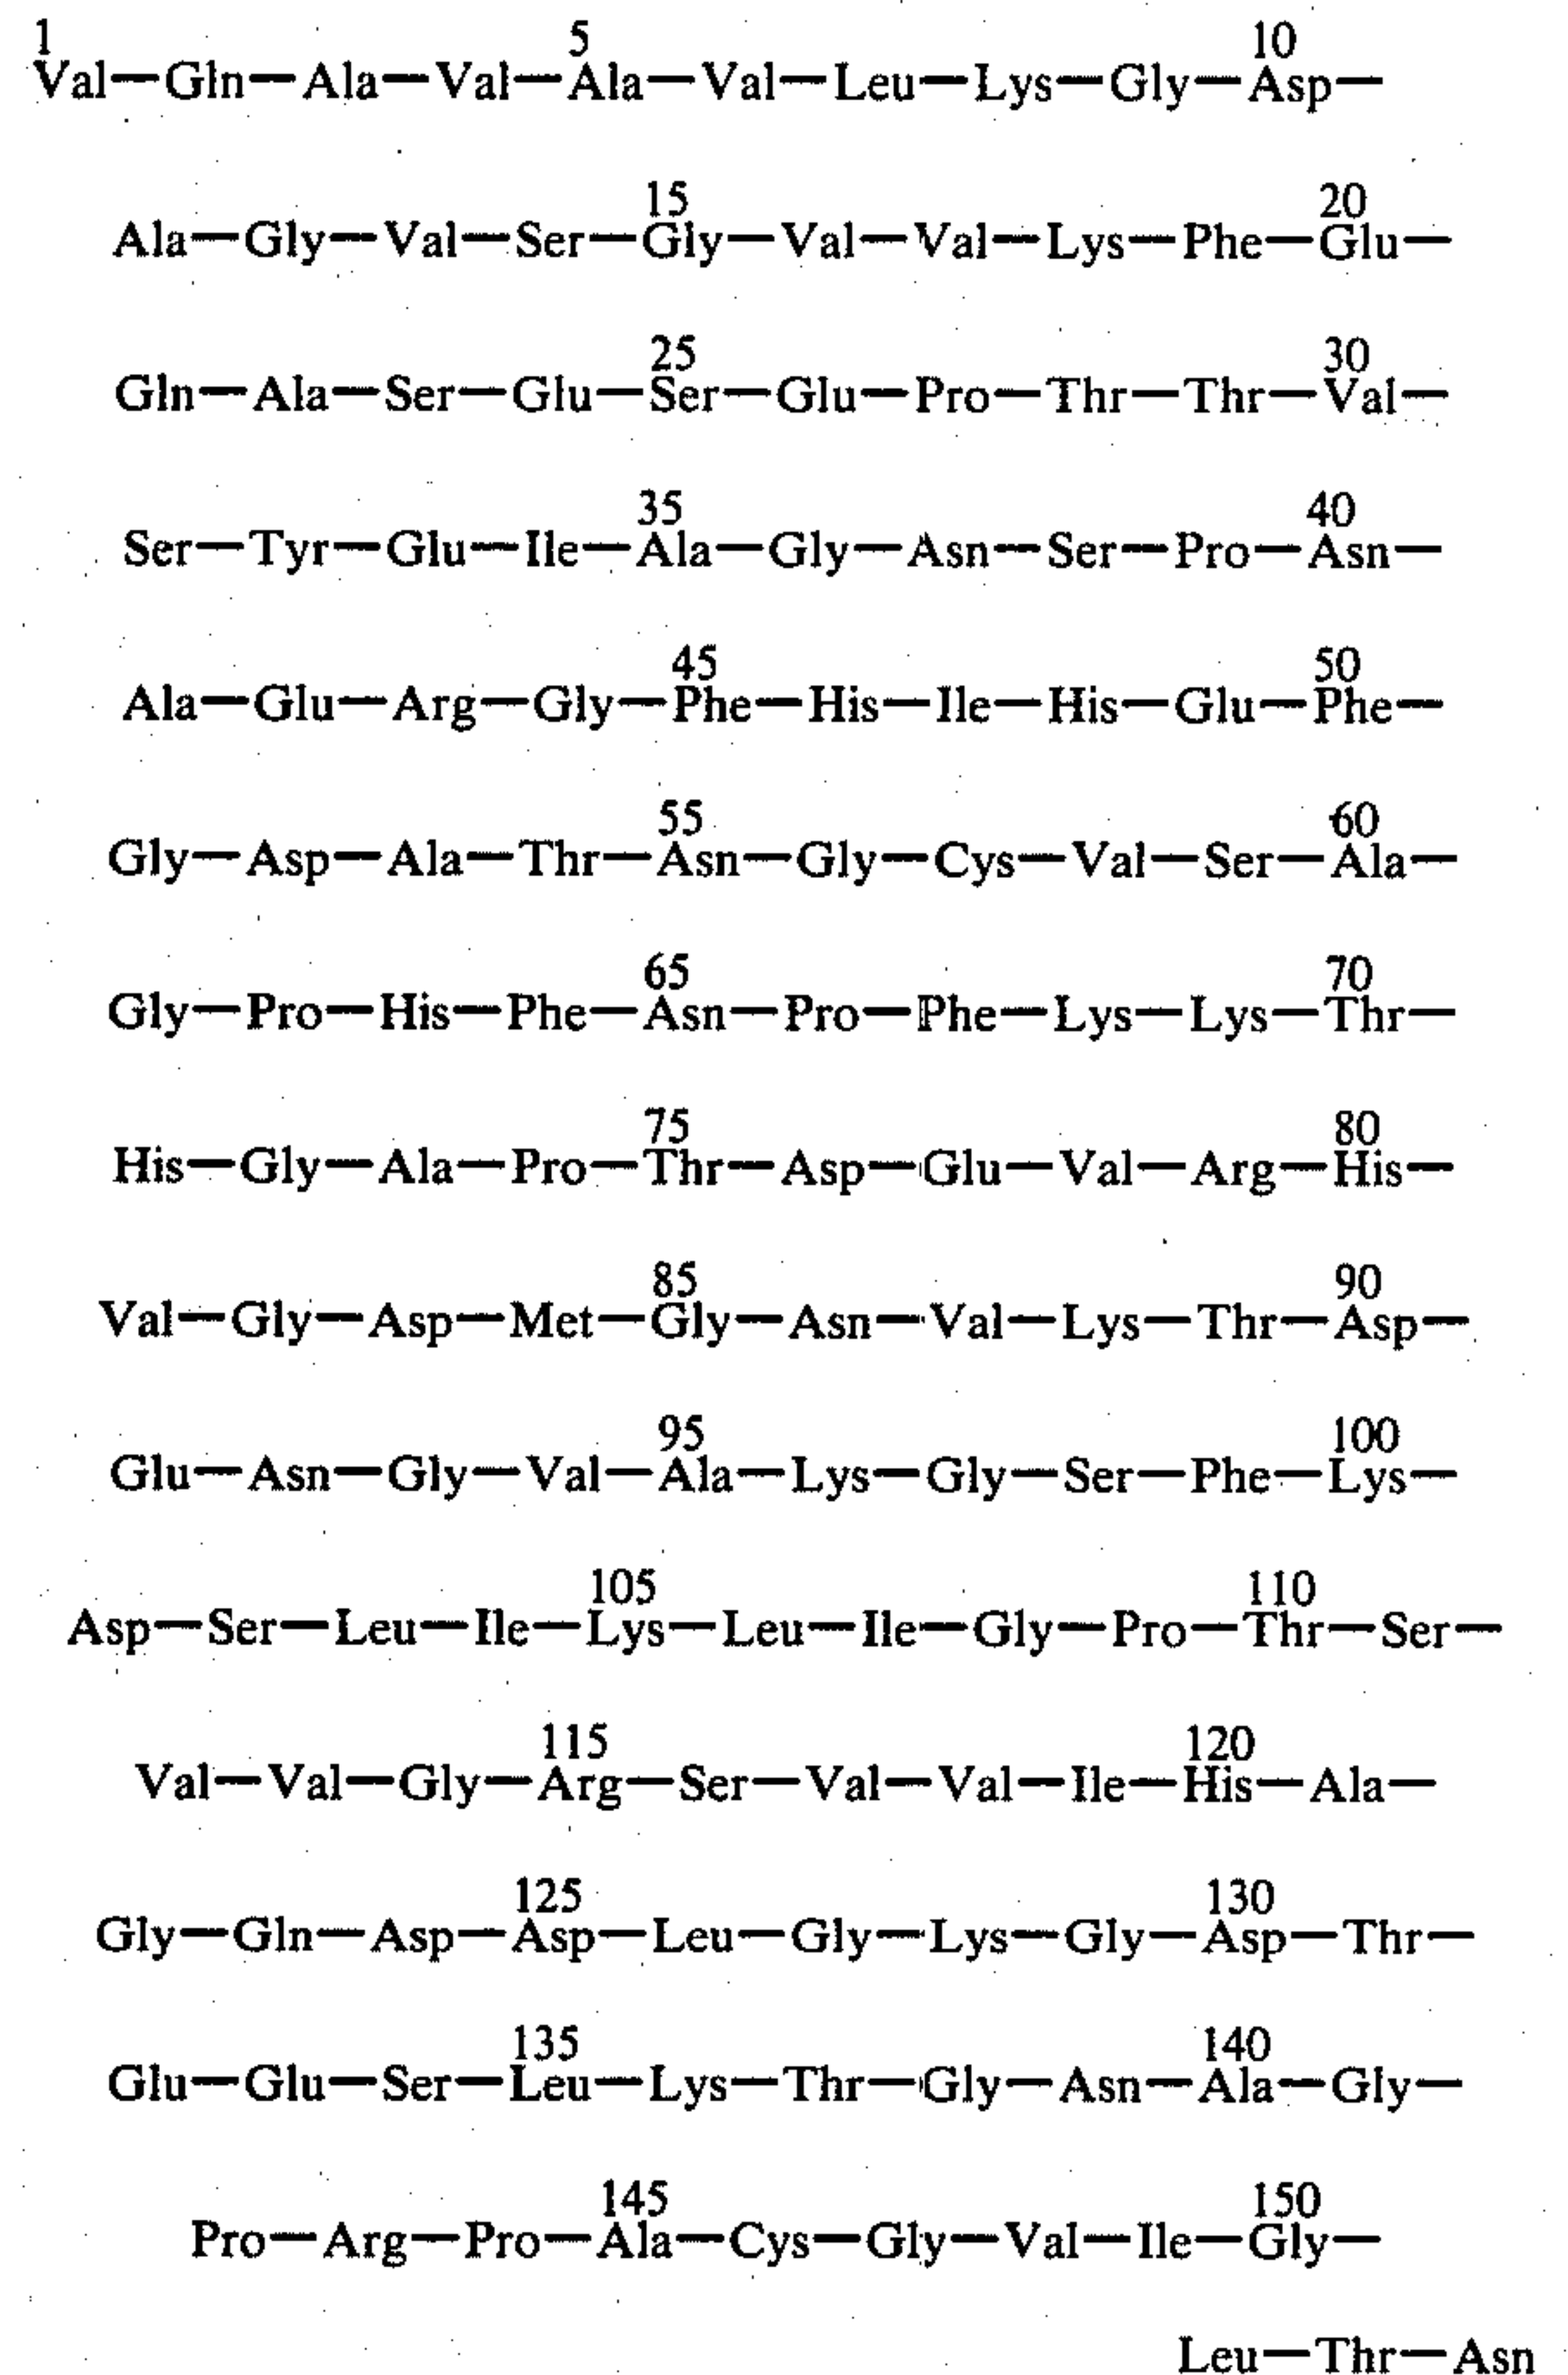 1 5 10
Val—Gln—Ala—Val—Ala—Val—Leu—Lys—Gly—Asp—
15 20
Ala—Gly—Val—Ser—Gly—Val—Val—Lys—Phe—Glu—
25 30
Gln—Ala—Ser—Glu—Ser—Glu—Pro—Thr—Thr—Val—
35 40
Ser—Tyr—Glu—Ile—Ala—Gly—Asn—Ser—Pro—Asn—
45 50
Ala—Glu—Arg—Gly—Phe—His—Ile—His—Glu—Phe—
55 60
Gly—Asp—Ala—Thr—Asn—Gly—Cys—Val—Ser—Ala—
65 70
Gly—Pro—His—Phe—Asn—Pro—Phe—Lys—Lys—Thr—
75 80
His—Gly—Ala—Pro—Thr—Asp—Glu—Val—Arg—His—
85 90
Val—Gly—Asp—Met—Gly—Asn—Val—Lys—Thr—Asp—
95 100
Glu—Asn—Gly—Val—Ala—Lys—Gly—Ser—Phe—Lys—
105 110
Asp—Ser—Leu—Ile—Lys—Leu—Ile—Gly—Pro—Thr—Ser—
115 120
Val—Val—Gly—Arg—Ser—Val—Val—Ile—His—Ala—
125 130
Gly—Gln—Asp—Asp—Leu—Gly—Lys—Gly—Asp—Thr—
135 140
Glu—Glu—Ser—Leu—Lys—Thr—Gly—Asn—Ala—Gly—
145 150
Pro—Arg—Pro—Ala—Cys—Gly—Val—Ile—Gly—
Leu—Thr—Asn